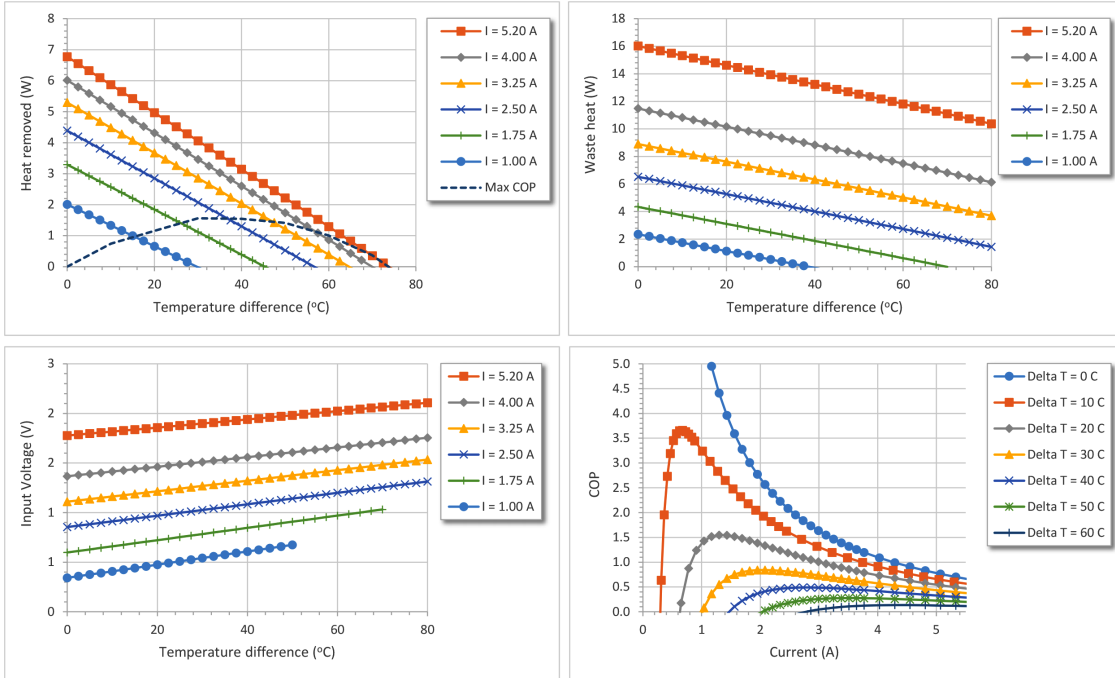 8
7
6
5
4
3
2
1
0
Heat removed (W)
0
20
40
60
80
Temperature difference (°C)
I = 5.20 A
I = 4.00 A
I = 3.25 A
I = 2.50 A
I = 1.75 A
I = 1.00 A
Max COP
18
16
14
12
10
8
6
4
2
0
Waste heat (W)
0
20
40
60
80
Temperature difference (°C)
I = 5.20 A
I = 4.00 A
I = 3.25 A
I = 2.50 A
I = 1.75 A
I = 1.00 A
3
2
2
1
1
0
Input Voltage (V)
0
20
40
60
80
Temperature difference (°C)
I = 5.20 A
I = 4.00 A
I = 3.25 A
I = 2.50 A
I = 1.75 A
I = 1.00 A
5.0
4.5
4.0
3.5
3.0
2.5
2.0
1.5
1.0
0.5
0.0
COP
0
1
2
3
4
5
Current (A)
Delta T = 0 C
Delta T = 10 C
Delta T = 20 C
Delta T = 30 C
Delta T = 40 C
Delta T = 50 C
Delta T = 60 C